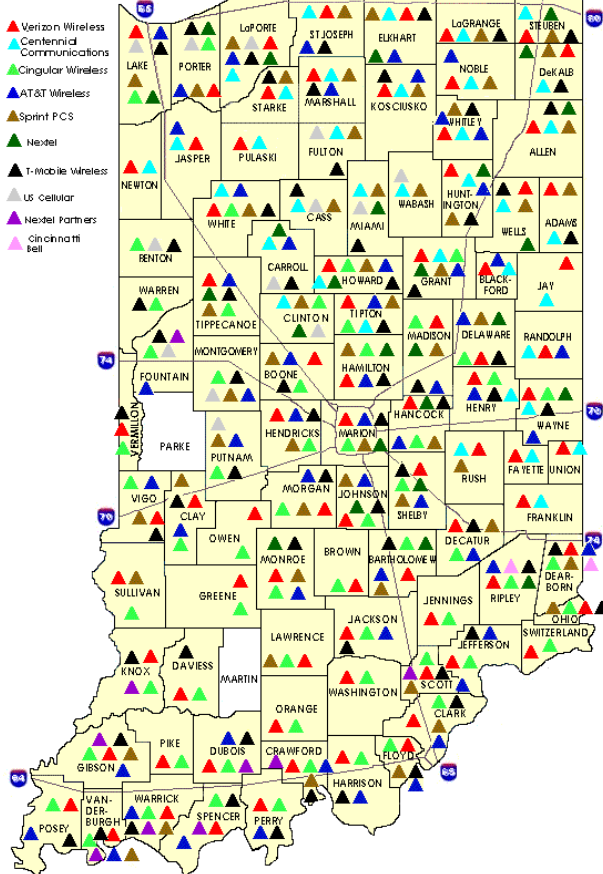 65
80
Verizon Wireless
Centennial
Communications
Cingular Wireless
AT&T Wireless
Sprint PCS
Nextel
T-Mobile Wireless
US Cellular
Nextel Partners
Cincinnatti
Bell
LAKE
PORTER
LaPORTE
ST JOSEPH
ELKHART
LaGRANGE
STEUBEN
STARKE
MARSHALL
KOSCIUSKO
NOBLE
DeKALB
WHITLEY
ALLEN
NEWTON
JASPER
PULASKI
FULTON
WHITE
CASS
MIAMI
WABASH
HUNT-
INGTON
WELLS
ADAMS
BENTON
CARROLL
HOWARD
GRANT
BLACK-
FORD
JAY
WARREN
TIPPECANOE
CLINTON
TIPTON
MADISON
DELAWARE
RANDOLPH
74
FOUNTAIN
MONTGOMERY
BOONE
HAMILTON
HENRY
WAYNE
70
VERMILLON
PARKE
PUTNAM
HENDRICKS
MARION
HANCOCK
RUSH
FAYETTE
UNION
VIGO
CLAY
MORGAN
JOHNSON
SHELBY
FRANKLIN
70
OWEN
MONROE
BROWN
BARTHOLOMEW
DECATUR
74
SULLIVAN
GREENE
JENNINGS
RIPLEY
DEAR-
BORN
OHIO
LAWRENCE
JACKSON
JEFFERSON
SWITZERLAND
KNOX
DAVIESS
MARTIN
ORANGE
WASHINGTON
SCOTT
CLARK
GIBSON
PIKE
DUBOIS
CRAWFORD
FLOYD
HARRISON
64
65
POSEY
VAN-
DER-
BURGH
WARRICK
SPENCER
PERRY